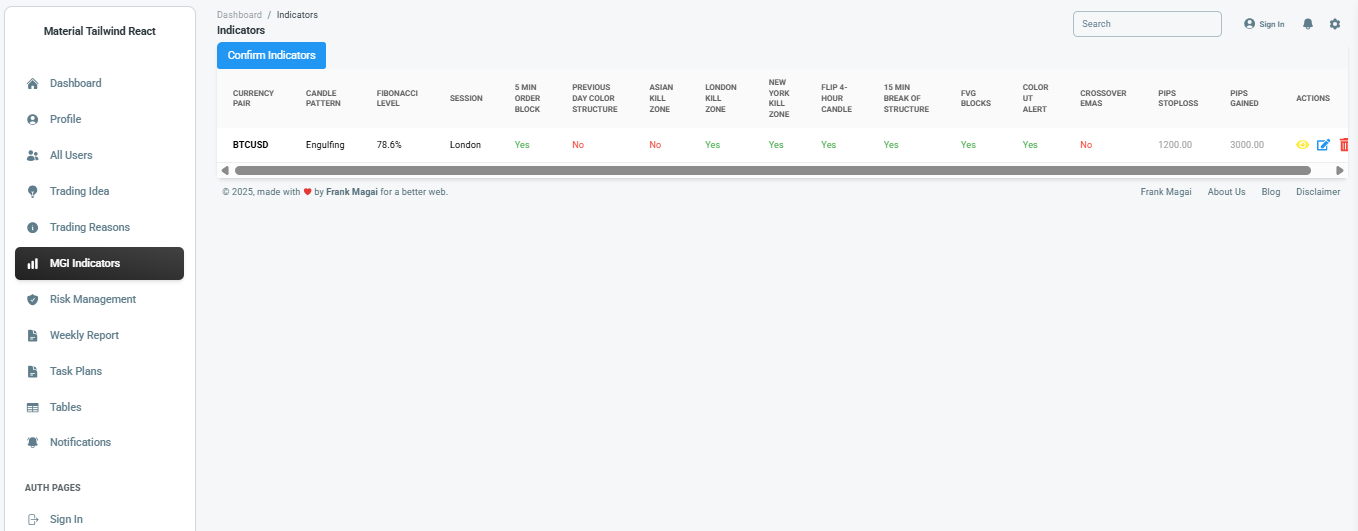 Material Tailwind React
Dashboard
Profile
All Users
Trading Idea
Trading Reasons
MGI Indicators
Risk Management
Weekly Report
Task Plans
Tables
Notifications
AUTH PAGES
Sign In
Dashboard / Indicators
Indicators
Search
Sign In
Confirm Indicators
CURRENCY PAIR
CANDLE PATTERN
FIBONACCI LEVEL
SESSION
5 MIN ORDER BLOCK
PREVIOUS DAY COLOR STRUCTURE
ASIAN KILL ZONE
LONDON KILL ZONE
NEW YORK KILL ZONE
FLIP 4-HOUR CANDLE
15 MIN BREAK OF STRUCTURE
FVG BLOCKS
COLOR UT ALERT
CROSSOVER EMAS
PIPS STOPLOSS
PIPS GAINED
ACTIONS
BTCUSD Engulfing 78.6% London Yes No No Yes Yes Yes Yes Yes Yes No 1200.00 3000.00
© 2025, made with ❤ by Frank Magai for a better web.
Frank Magai About Us Blog Disclaimer